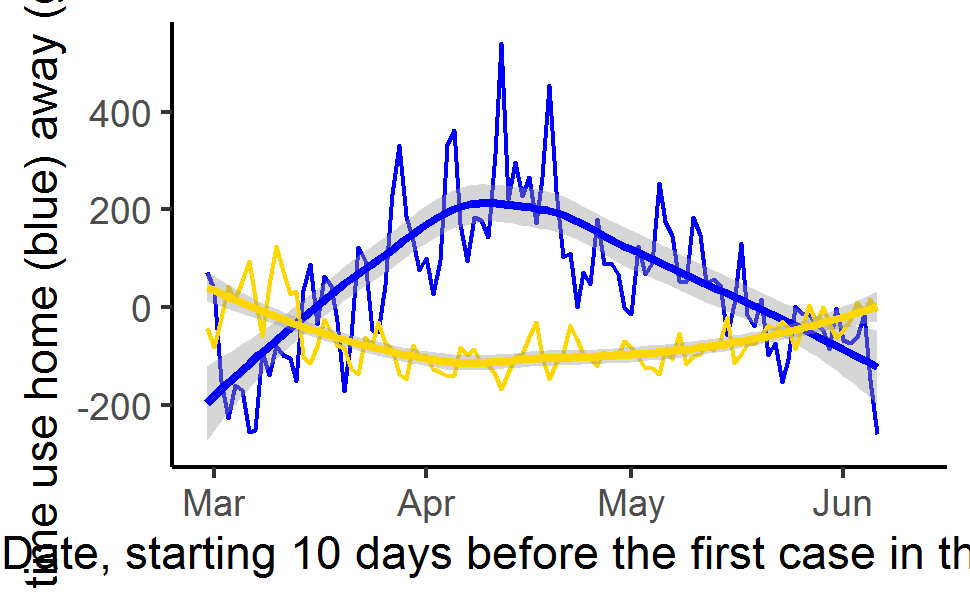 time use home (blue) away (
400
200
0
-200
Mar Apr May Jun
Date, starting 10 days before the first case in th